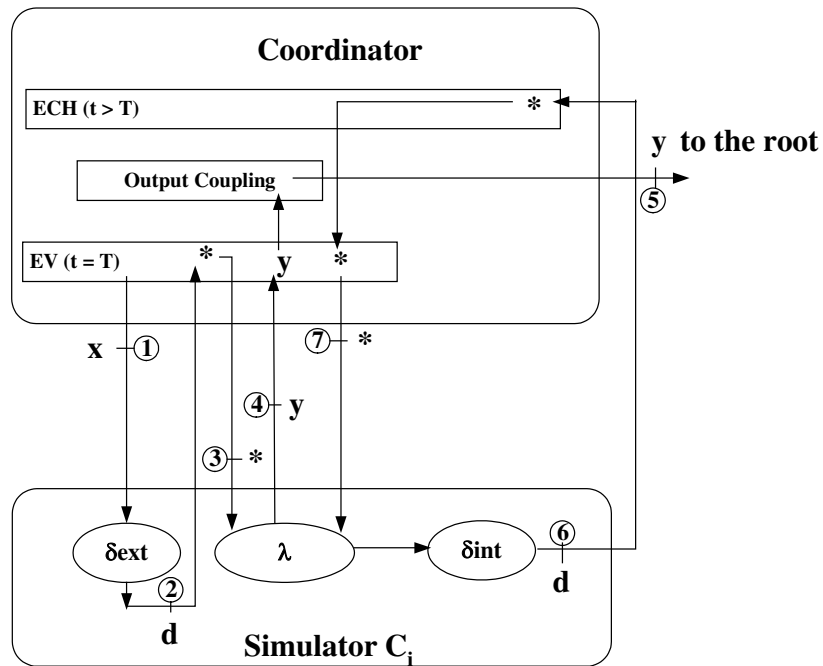 Coordinator
ECH (t > T)
*
y to the root
Output Coupling
5
EV (t = T)
*
y
*
x
1
7
*
4
y
3
*
δext
λ
δint
6
2
d
d
Simulator Ci